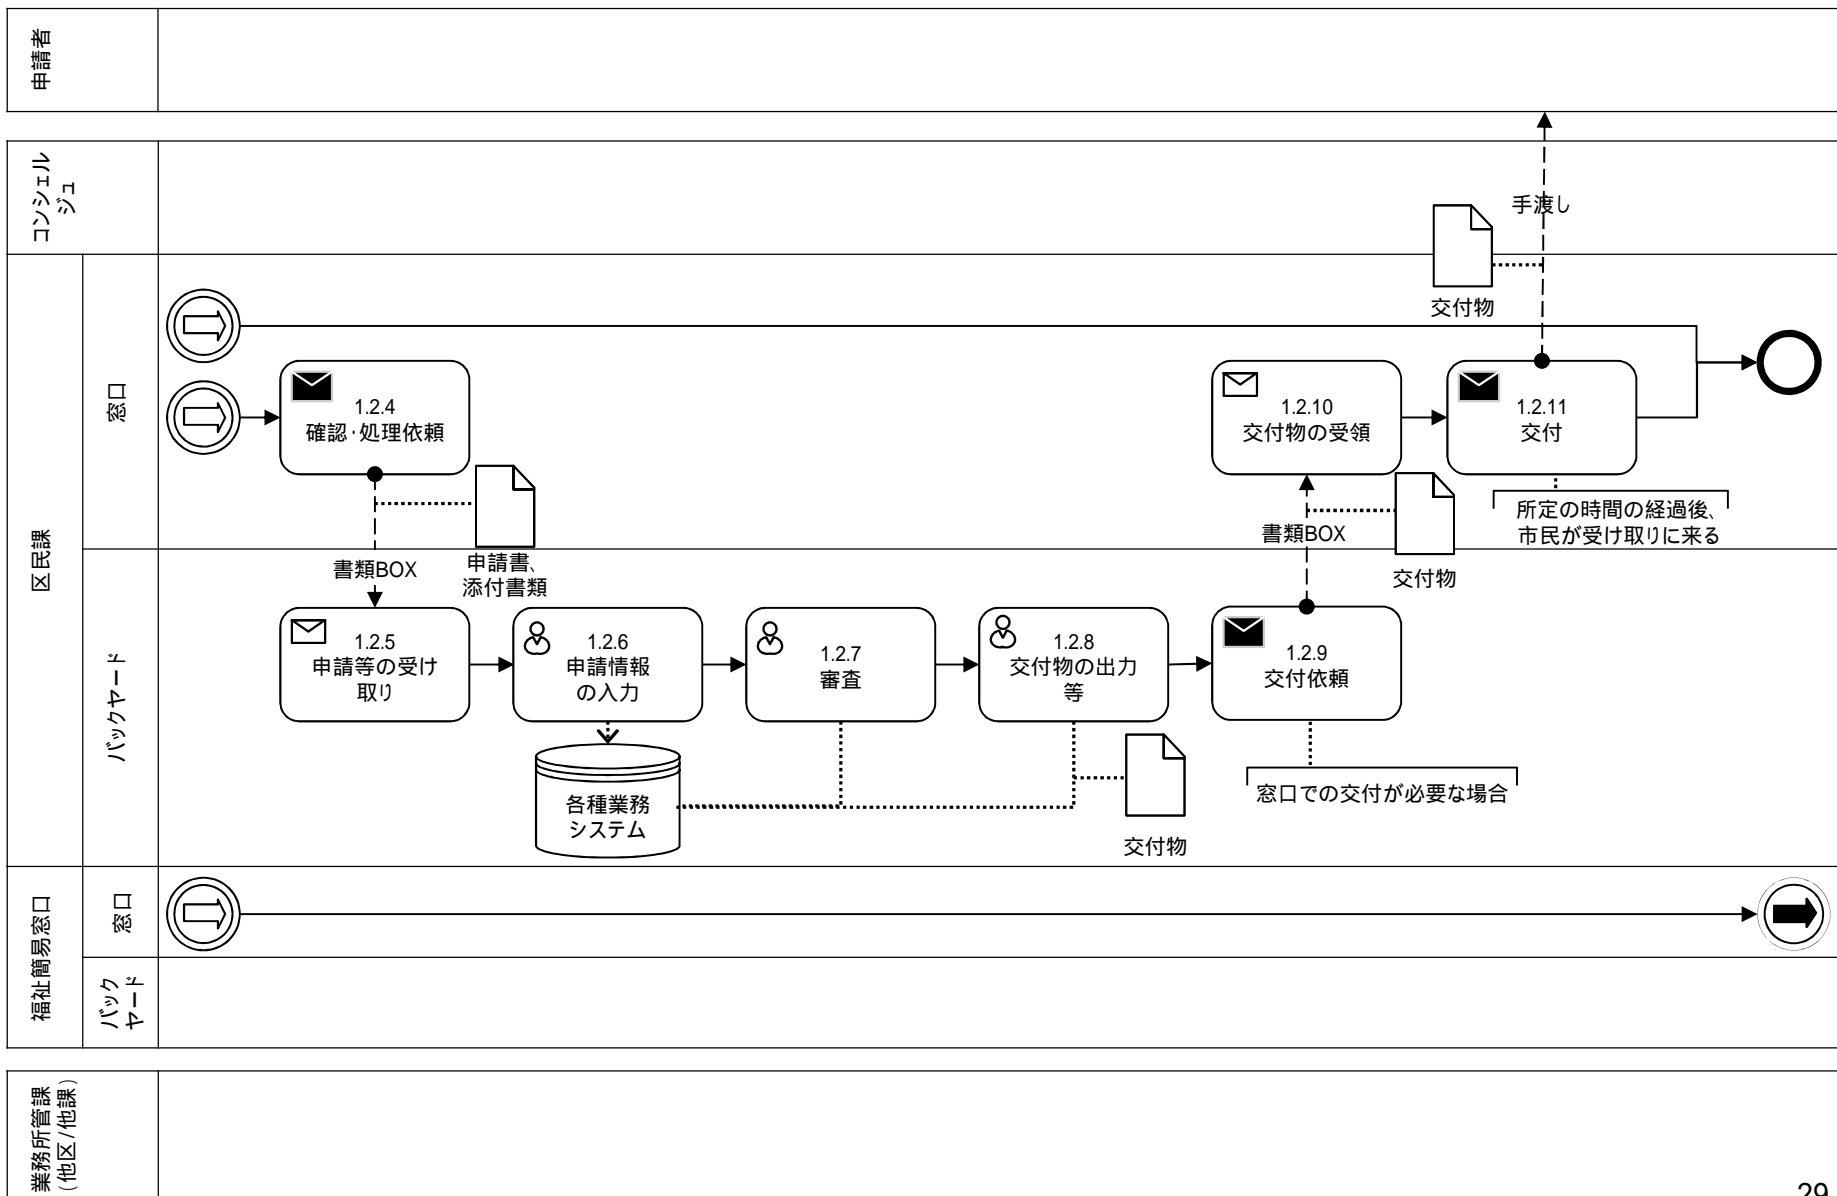 申請者
コンシェル
ジュ
手渡し
交付物
区民課
窓口
1.2.4
確認・処理依頼
1.2.10
交付物の受領
1.2.11
交付
所定の時間の経過後、
市民が受け取りに来る
書類BOX
申請書、
添付書類
書類BOX
交付物
バックヤード
1.2.5
申請等の受け
取り
1.2.6
申請情報
の入力
1.2.7
審査
1.2.8
交付物の出力
等
1.2.9
交付依頼
各種業務
システム
交付物
窓口での交付が必要な場合
福祉簡易窓口
窓口
バック
ヤード
業務所管課
(他区/他課)
29